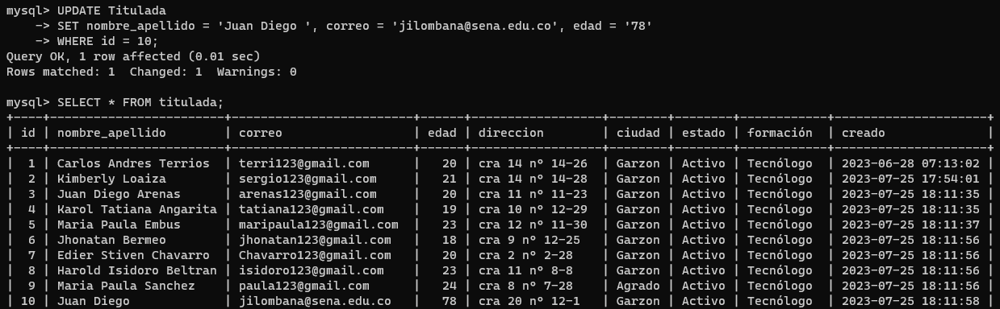 mysql> UPDATE Titulada
    -> SET nombre_apellido = 'Juan Diego ', correo = 'jilombana@sena.edu.co', edad = '78'
    -> WHERE id = 10;
Query OK, 1 row affected (0.01 sec)
Rows matched: 1  Changed: 1  Warnings: 0

mysql> SELECT * FROM titulada;
+----+------------------------+-------------------------+------+------------------+--------+--------+------------+---------------------+
| id | nombre_apellido        | correo                  | edad | direccion        | ciudad | estado | formación  | creado              |
+----+------------------------+-------------------------+------+------------------+--------+--------+------------+---------------------+
|  1 | Carlos Andres Terrios  | terri123@gmail.com      |   20 | cra 14 n° 14-26  | Garzon | Activo | Tecnólogo  | 2023-06-28 07:13:02 |
|  2 | Kimberly Loaiza        | sergio123@gmail.com     |   21 | cra 14 n° 14-28  | Garzon | Activo | Tecnólogo  | 2023-07-25 17:54:01 |
|  3 | Juan Diego Arenas      | arenas123@gmail.com     |   20 | cra 11 n° 11-23  | Garzon | Activo | Tecnólogo  | 2023-07-25 18:11:35 |
|  4 | Karol Tatiana Angarita | tatiana123@gmail.com    |   19 | cra 10 n° 12-29  | Garzon | Activo | Tecnólogo  | 2023-07-25 18:11:35 |
|  5 | Maria Paula Embus      | maripaula123@gmail.com  |   23 | cra 12 n° 11-30  | Garzon | Activo | Tecnólogo  | 2023-07-25 18:11:37 |
|  6 | Jhonatan Bermeo        | jhonatan123@gmail.com   |   18 | cra 9 n° 12-25   | Garzon | Activo | Tecnólogo  | 2023-07-25 18:11:56 |
|  7 | Edier Stiven Chavarro  | Chavarro123@gmail.com   |   20 | cra 2 n° 2-28    | Garzon | Activo | Tecnólogo  | 2023-07-25 18:11:56 |
|  8 | Harold Isidoro Beltran | isidoro123@gmail.com    |   23 | cra 11 n° 8-8    | Garzon | Activo | Tecnólogo  | 2023-07-25 18:11:56 |
|  9 | Maria Paula Sanchez    | paula123@gmail.com      |   24 | cra 8 n° 7-28    | Agrado | Activo | Tecnólogo  | 2023-07-25 18:11:56 |
| 10 | Juan Diego             | jilombana@sena.edu.co   |   78 | cra 20 n° 12-1   | Garzon | Activo | Tecnólogo  | 2023-07-25 18:11:58 |